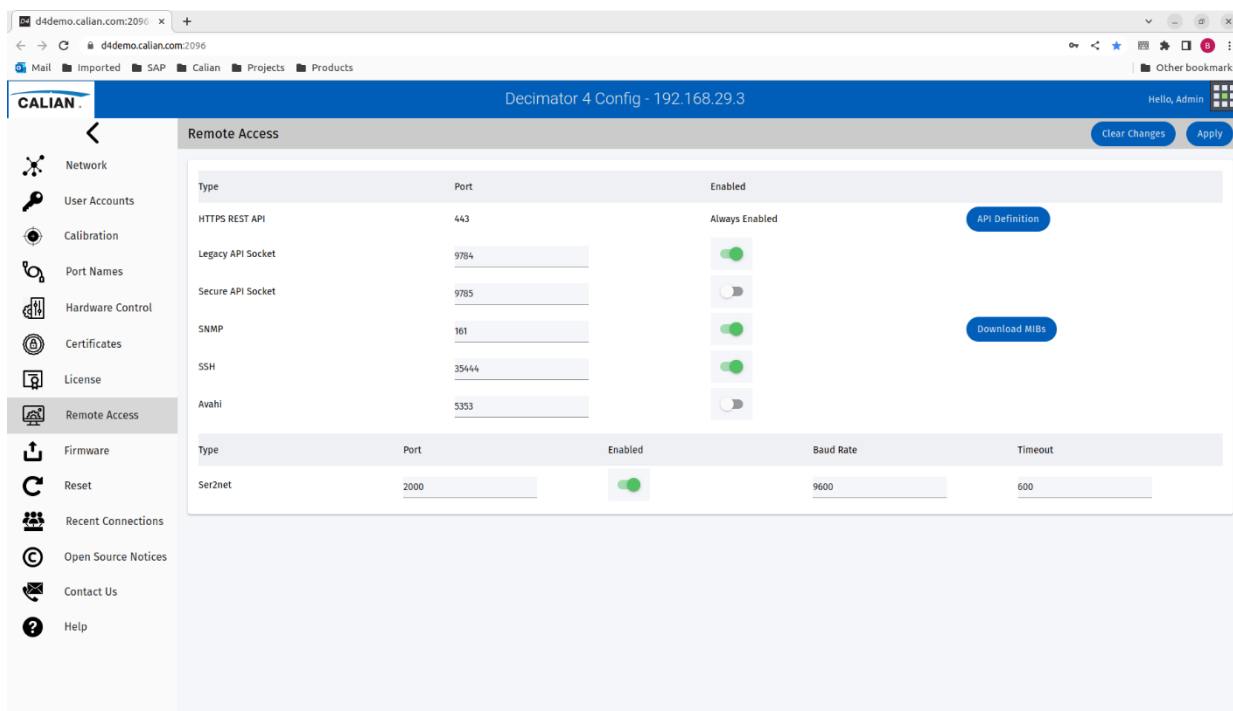 D4 d4demo.calian.com:2096
d4demo.calian.com:2096
B
Mail Imported SAP Calian Projects Products Other bookmark
CALIAN. Decimator 4 Config - 192.168.29.3 Hello, Admin
Remote Access Clear Changes Apply
Network
User Accounts
Calibration
Port Names
Hardware Control
Certificates
License
Remote Access
Firmware
Reset
Recent Connections
Open Source Notices
Contact Us
Help
Type Port Enabled
HTTPS REST API 443 Always Enabled API Definition
Legacy API Socket 9784
Secure API Socket 9785
SNMP 161 Download MIBs
SSH 35444
Avahi 5353
Type Port Enabled Baud Rate Timeout
Ser2net 2000 9600 600